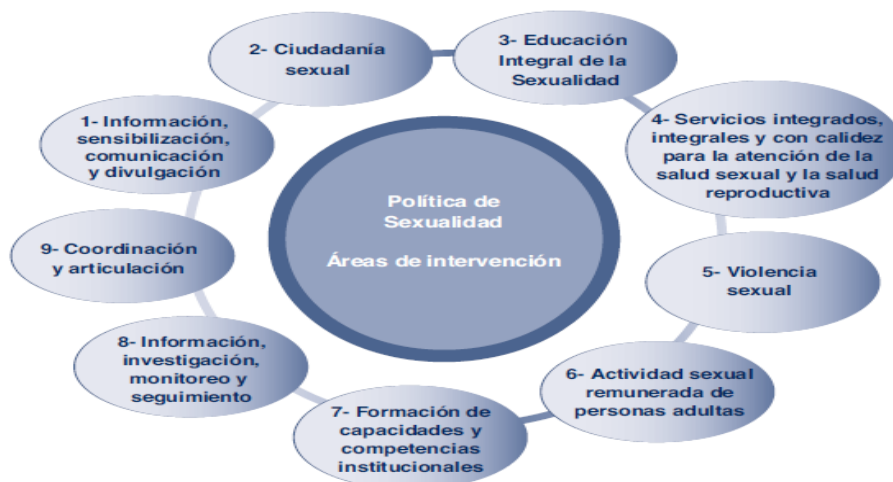 Política de
Sexualidad
Áreas de intervención
1- Información,
sensibilización,
comunicación
y divulgación
2- Ciudadanía
sexual
3- Educación
Integral de la
Sexualidad
4- Servicios integrados,
integrales y con calidez
para la atención de la
salud sexual y la salud
reproductiva
5- Violencia
sexual
6- Actividad sexual
remunerada de
personas adultas
7- Formación de
capacidades y
competencias
institucionales
8- Información,
investigación,
monitoreo y
seguimiento
9- Coordinación
y articulación